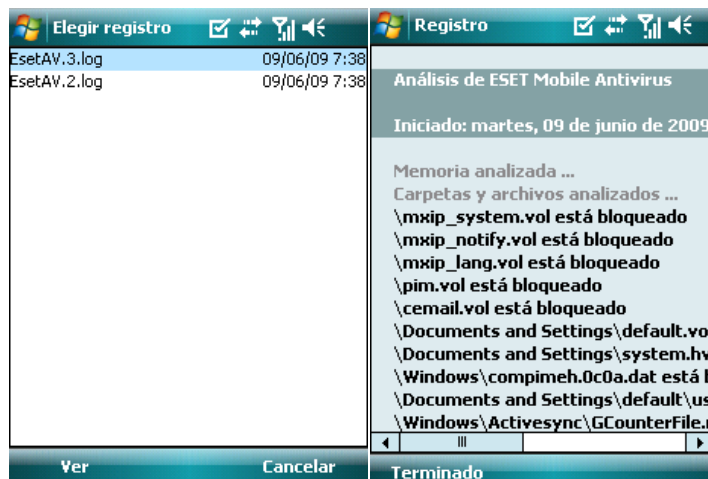 Elegir registro
EsetAV.3.log 09/06/09 7:38
EsetAV.2.log 09/06/09 7:38
Ver Cancelar
Registro
Análisis de ESET Mobile Antivirus
Iniciado: martes, 09 de junio de 2009
Memoria analizada ...
Carpetas y archivos analizados ...
\mxip_system.vol está bloqueado
\mxip_notify.vol está bloqueado
\mxip_lang.vol está bloqueado
\pim.vol está bloqueado
\cemail.vol está bloqueado
\Documents and Settings\default.vo
\Documents and Settings\system.hv
\Windows\compimeh.0c0a.dat está
\Documents and Settings\default\us
\Windows\Activesync\GCounterFile.
Terminado